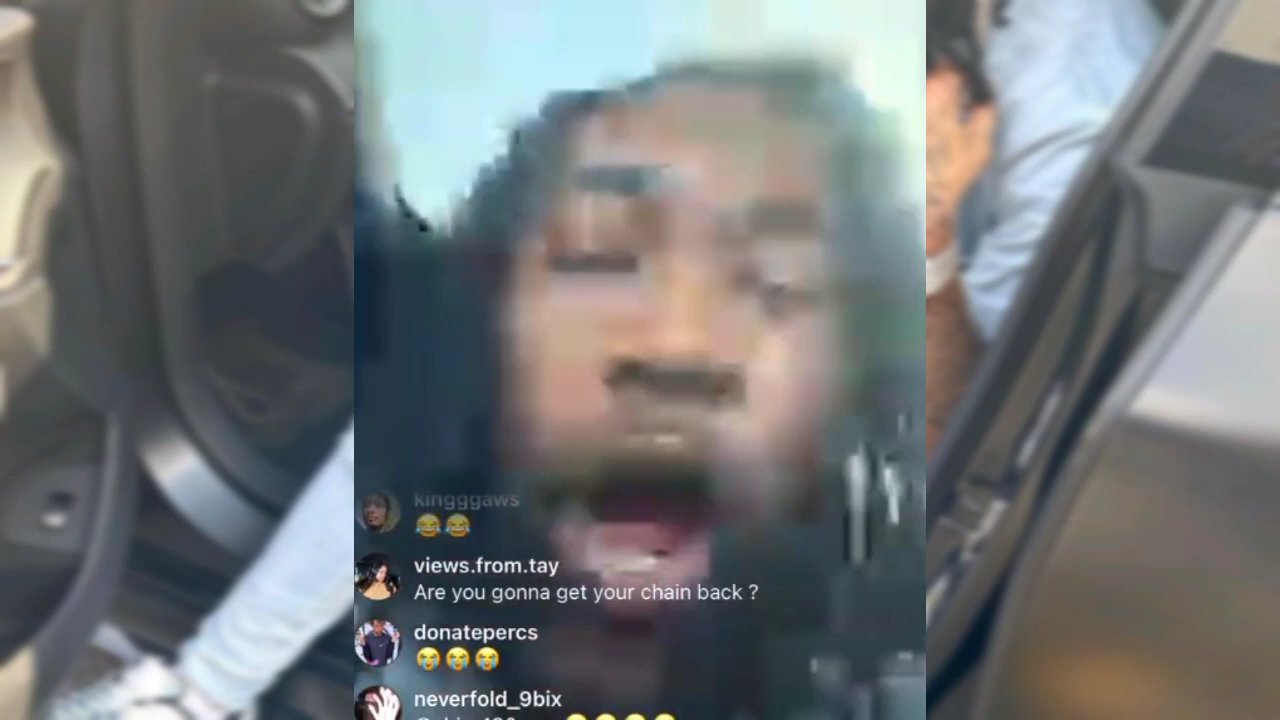 kingggaws
😂😂
views.from.tay
Are you gonna get your chain back ?
donatepercs
😭😭😭
neverfold_9bix